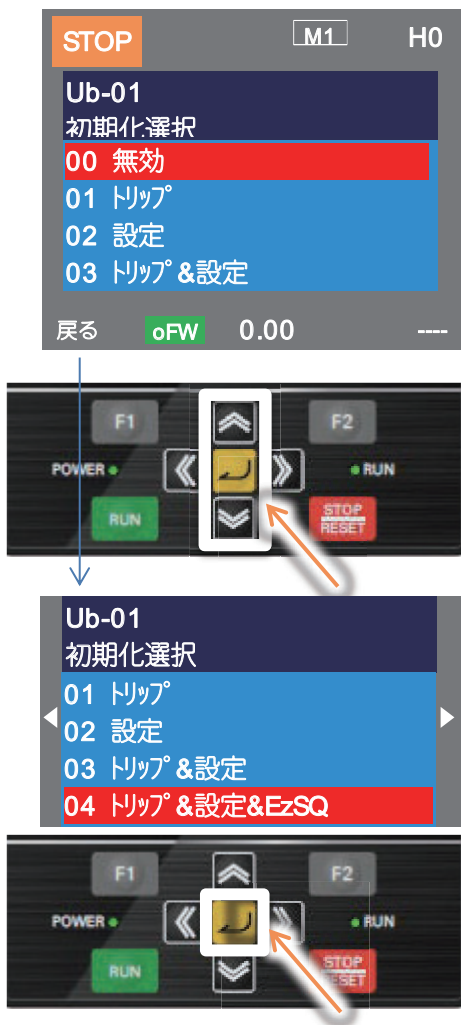 STOP M1 H0
Ub-01
初期化選択
00 無効
01 ﾄﾘｯﾌﾟ
02 設定
03 ﾄﾘｯﾌﾟ&設定
戻る oFW 0.00 ----
F1 F2
POWER RUN
RUN STOP
RESET
Ub-01
初期化選択
01 ﾄﾘｯﾌﾟ
02 設定
03 ﾄﾘｯﾌﾟ&設定
04 ﾄﾘｯﾌﾟ&設定&EzSQ
F1 F2
POWER RUN
RUN STOP
RESET